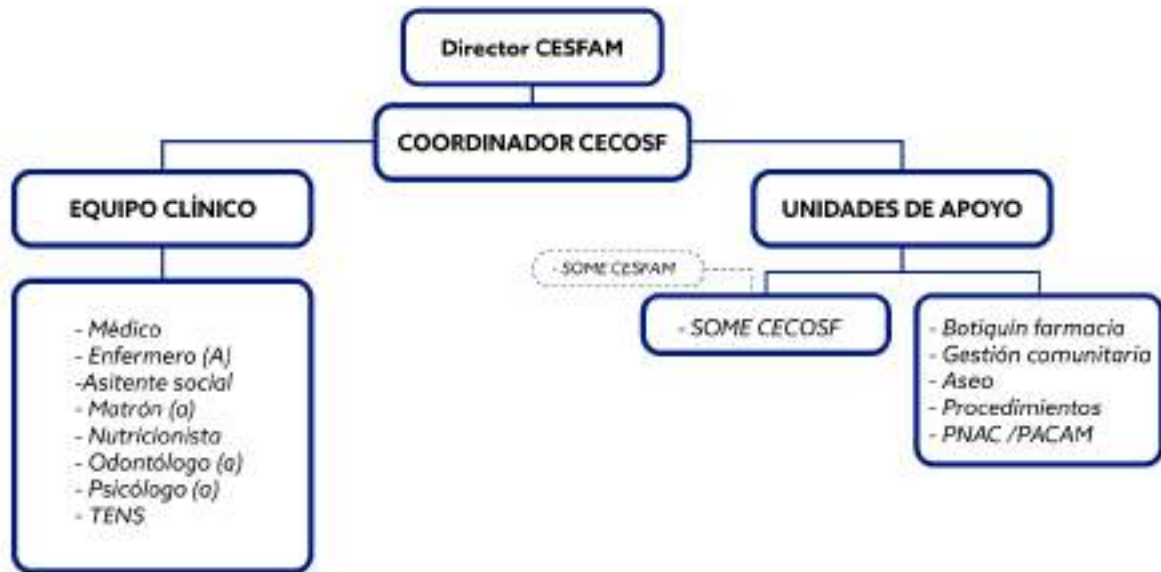 Director CESFAM
COORDINADOR CECOSF
EQUIPO CLÍNICO
- Médico
- Enfermero (A)
-Asitente social
- Matrón (a)
- Nutricionista
- Odontólogo (a)
- Psicólogo (a)
- TENS
UNIDADES DE APOYO
- SOME CESFAM
- SOME CECOSF
- Botiquín farmacia
- Gestión comunitaria
- Aseo
- Procedimientos
- PNAC /PACAM